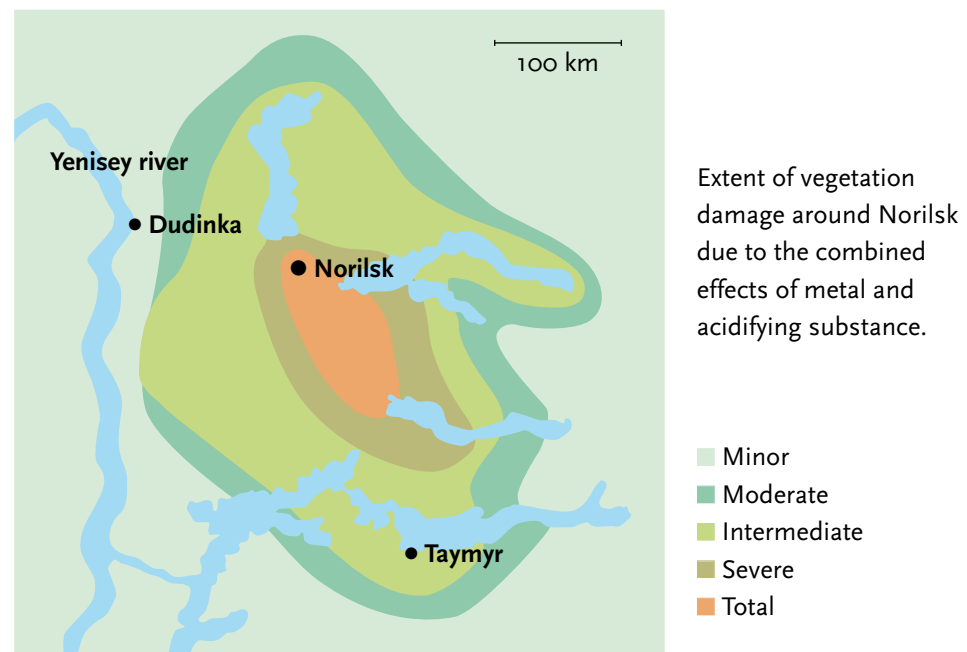 100 km
Yenisey river
Dudinka
Norilsk
Taymyr
Extent of vegetation
damage around Norilsk
due to the combined
effects of metal and
acidifying substance.
Minor
Moderate
Intermediate
Severe
Total